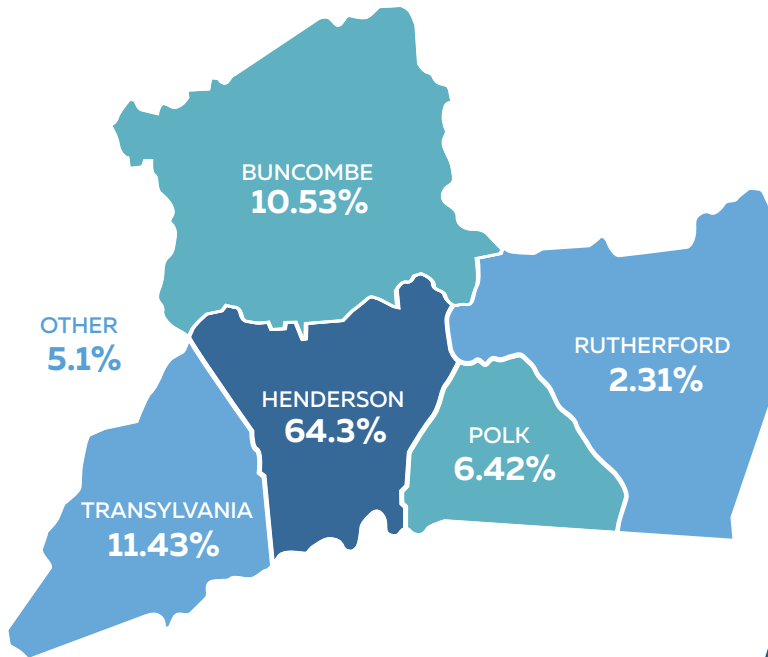 BUNCOMBE
10.53%
OTHER
5.1%
RUTHERFORD
2.31%
HENDERSON
64.3%
POLK
6.42%
TRANSYLVANIA
11.43%